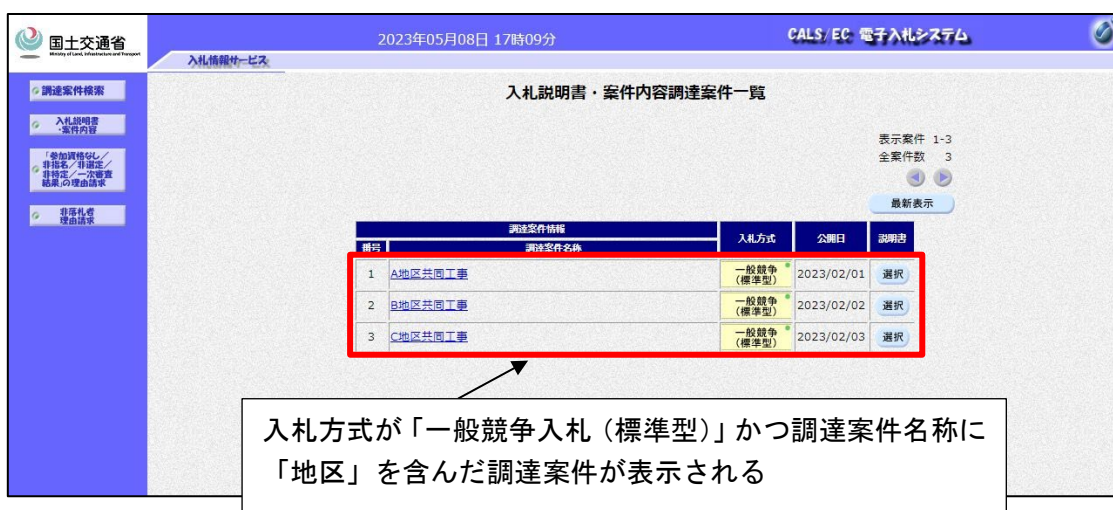 国土交通省
Ministry of Land, Infrastructure and Transport
2023年05月08日 17時09分
CALS/EC 電子入札システム
入札情報サービス
調達案件検索
入札説明書
・案件内容
「参加資格なし／
非指名／非選定／
非特定／一次審査
結果」の理由請求
非落札者
理由請求
入札説明書・案件内容調達案件一覧
表示案件 1-3
全案件数 3
最新表示
調達案件情報 入札方式 公開日 説明書
番号 調達案件名称
1 A地区共同工事 一般競争 2023/02/01 選択
（標準型）
2 B地区共同工事 一般競争 2023/02/02 選択
（標準型）
3 C地区共同工事 一般競争 2023/02/03 選択
（標準型）
入札方式が「一般競争入札（標準型）」かつ調達案件名称に
「地区」を含んだ調達案件が表示される